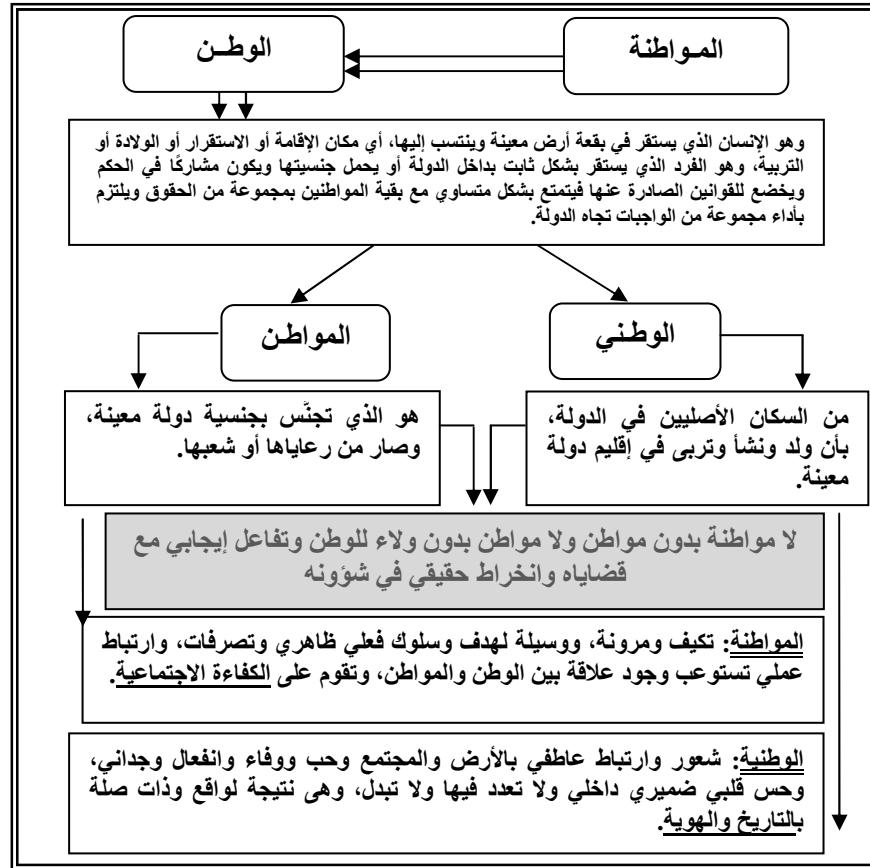 المـواطنة
الوطــن
وهو الإنسان الذي يستقر في بقعة أرض معينة وينتسب إليها، أي مكان الإقامة أو الاستقرار أو الولادة أو
التربية، وهو الفرد الذي يستقر بشكل ثابت بداخل الدولة أو يحمل جنسيتها ويكون مشاركًا في الحكم
ويخضع للقوانين الصادرة عنها فيتمتع بشكل متساوي مع بقية المواطنين بمجموعة من الحقوق ويلتزم
بأداء مجموعة من الواجبات تجاه الدولة.
الوطـني
المواطـن
من السكان الأصليين في الدولة،
بأن ولد ونشأ وتربى في إقليم دولة
معينة.
هو الذي تجنَّس بجنسية دولة معينة،
وصار من رعاياها أو شعبها.
لا مواطنة بدون مواطن ولا مواطن بدون ولاء للوطن وتفاعل إيجابي مع
قضاياه وانخراط حقيقي في شؤونه
المواطنة: تكيف ومرونة، ووسيلة لهدف وسلوك فعلي ظاهري وتصرفات، وارتباط
عملي تستوعب وجود علاقة بين الوطن والمواطن، وتقوم على الكفاءة الاجتماعية.
الوطنية: شعور وارتباط عاطفي بالأرض والمجتمع وحب ووفاء وانفعال وجداني،
وحس قلبي ضميري داخلي ولا تعدد فيها ولا تبدل، وهى نتيجة لواقع وذات صلة
بالتاريخ والهوية.